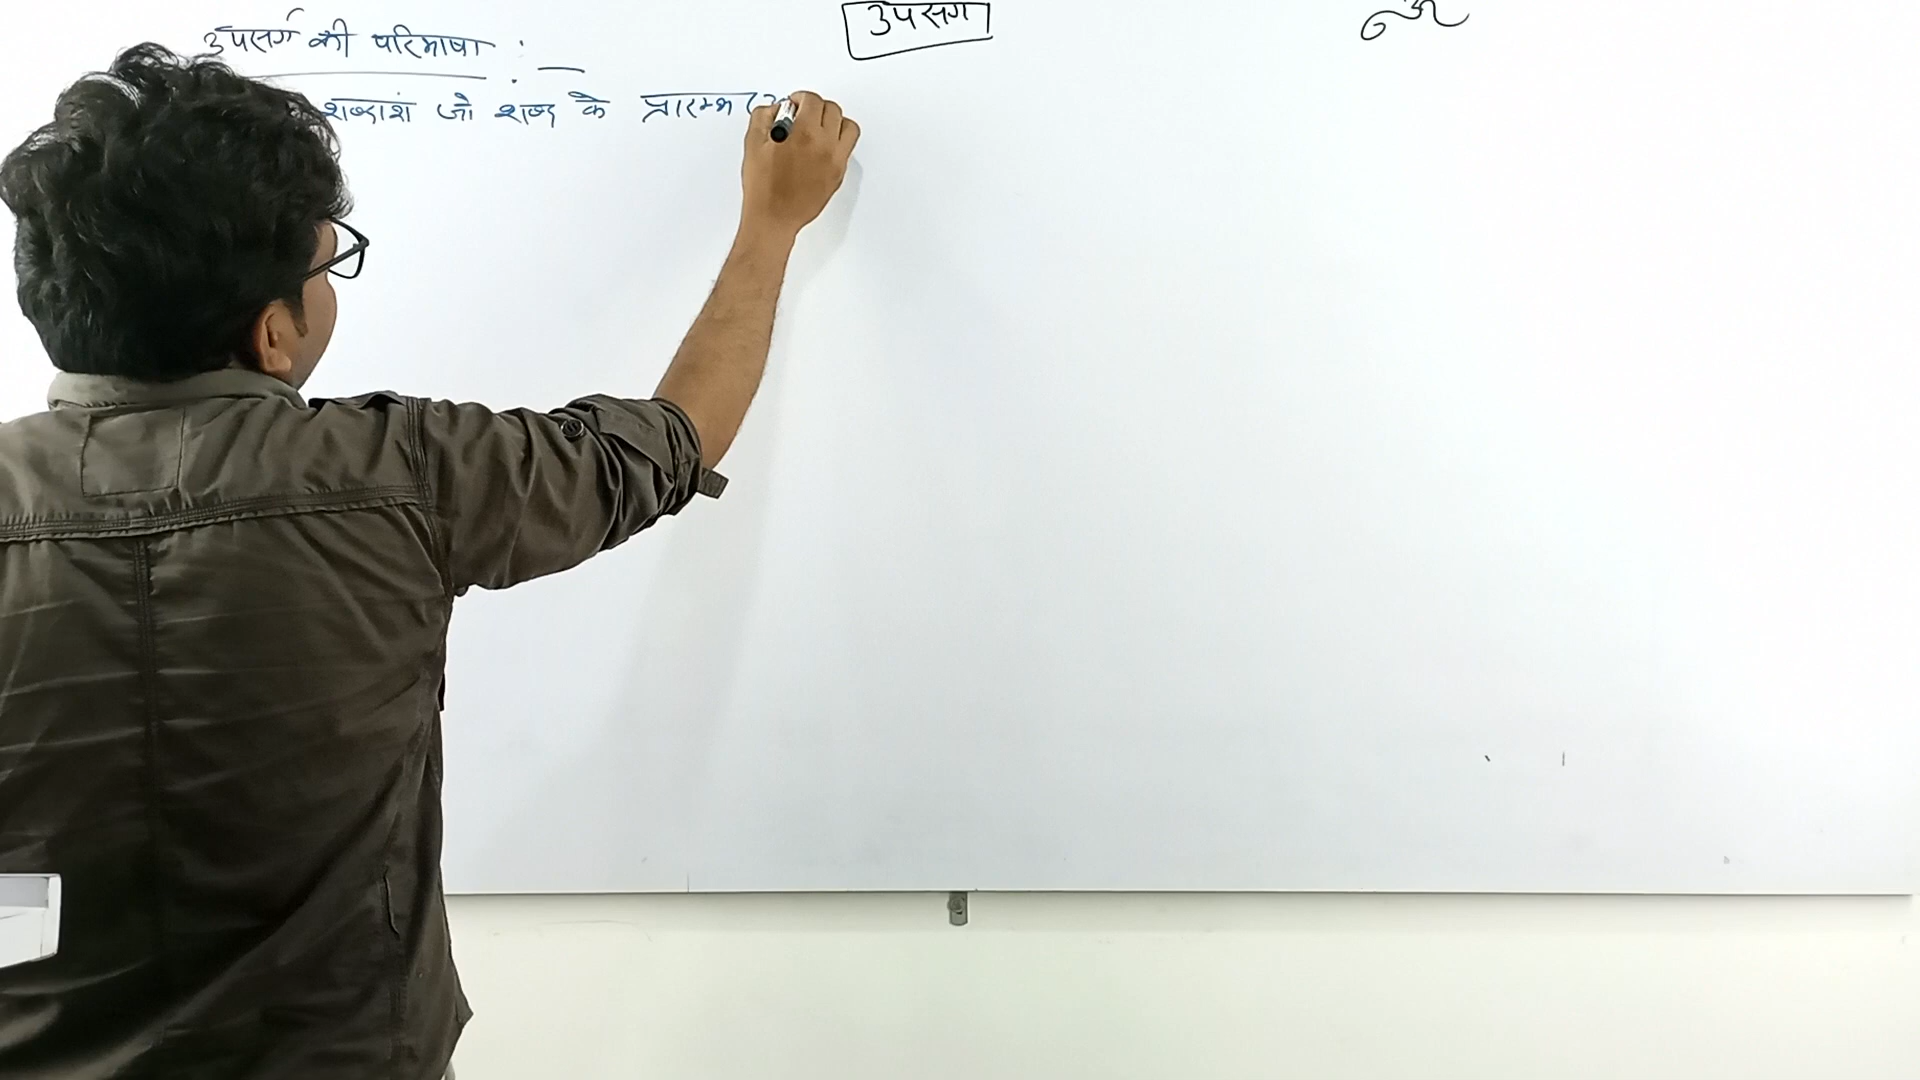 उपसर्ग
उपसर्ग की परिभाषा :—
शब्दाशं जो शब्द के प्रारम्भ (